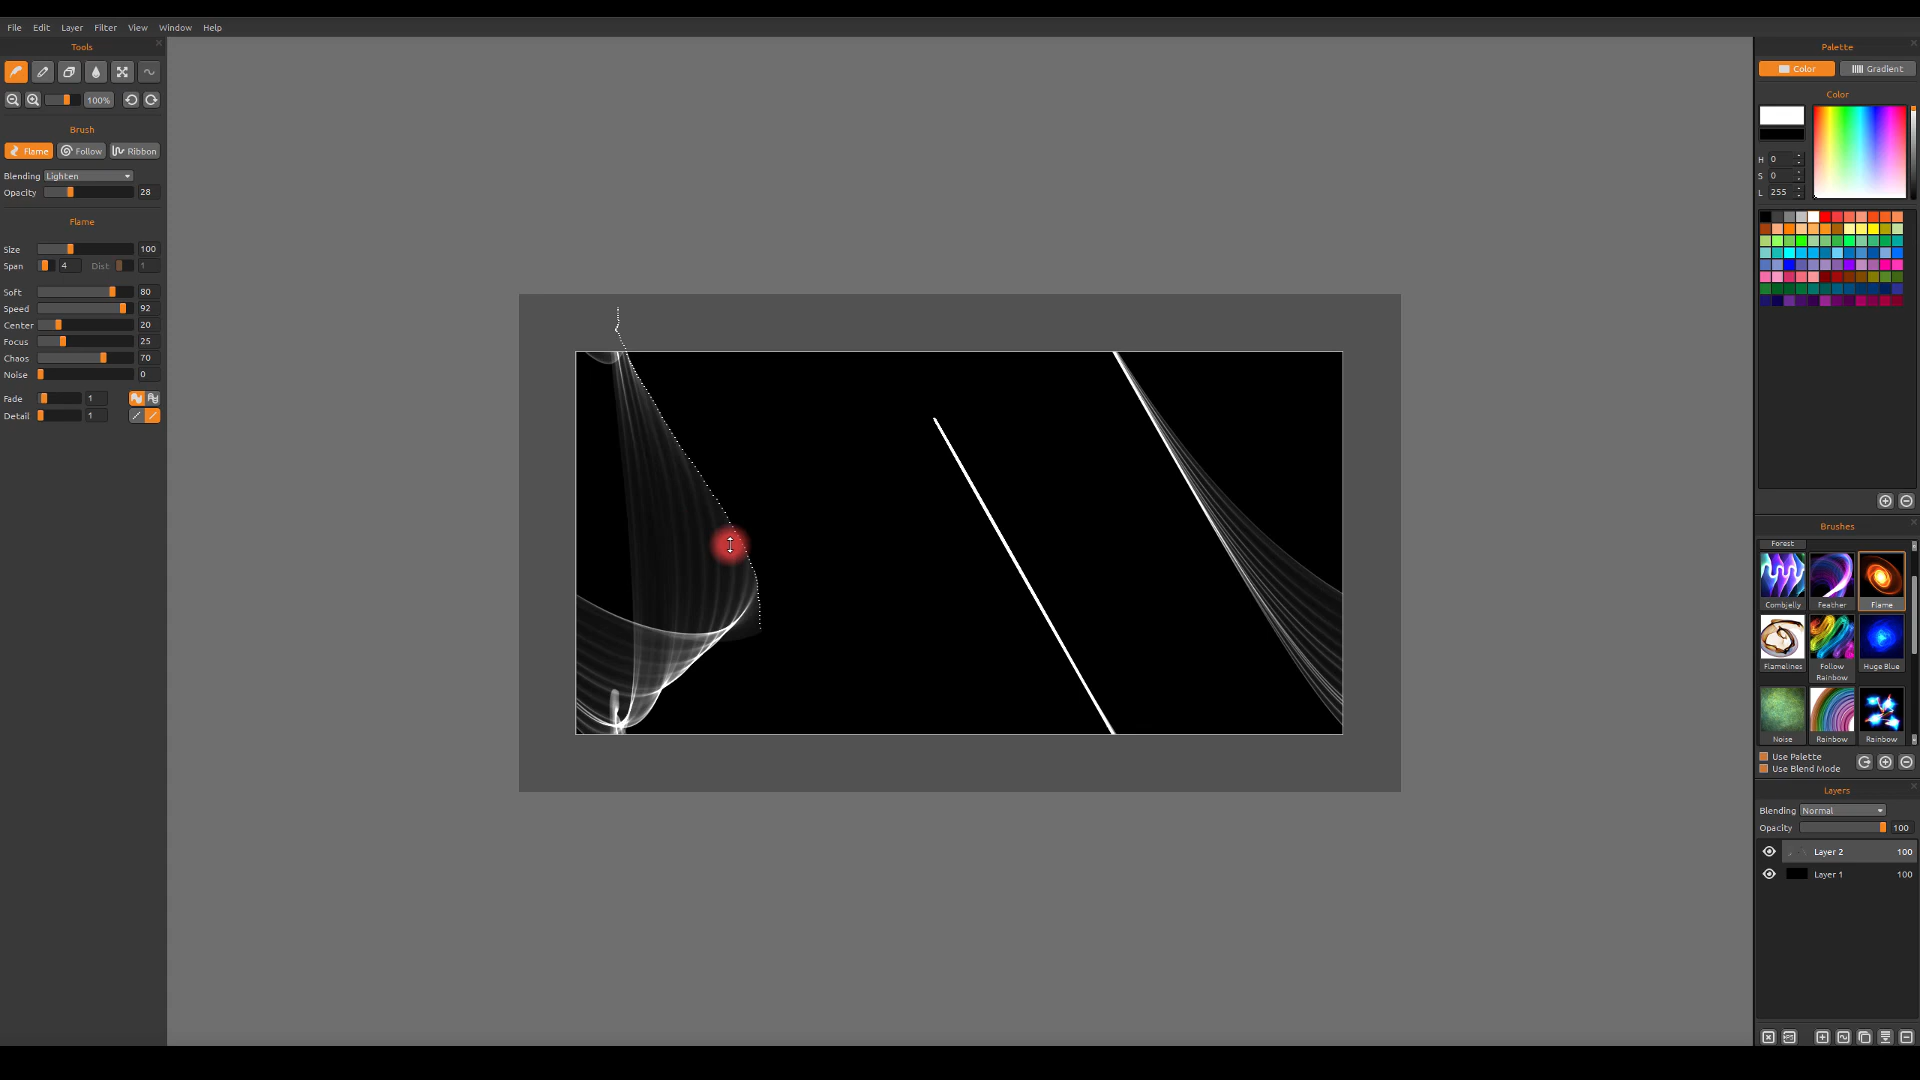 File Edit Layer Filter View Window Help
Tools
100%
Brush
Flame Follow Ribbon
Blending Lighten
Opacity 28
Flame
Size 100
Span 4 Dist 1
Soft 80
Speed 92
Center 20
Focus 25
Chaos 70
Noise 0
Fade 1
Detail 1
Palette
Color Gradient
Color
H 0
S 0
L 255
Brushes
Forest
Combjelly Feather Flame
Flamelines Follow Rainbow Huge Blue
Noise Rainbow Rainbow
Use Palette
Use Blend Mode
Layers
Blending Normal
Opacity 100
Layer 2 100
Layer 1 100